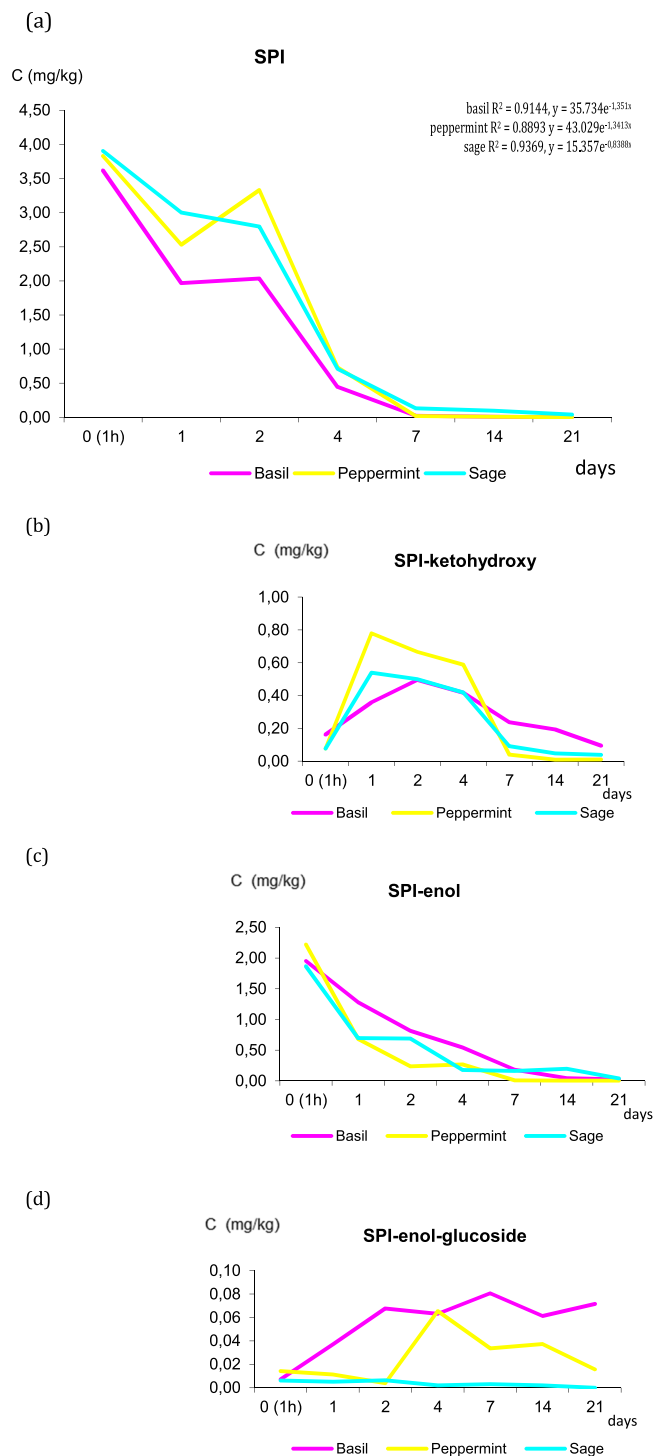 (a)
SPI
C (mg/kg)
basil R² = 0.9144, y = 35.734e⁻¹,³⁵¹ˣ
peppermint R² = 0.8893 y = 43.029e⁻¹,³⁴¹³ˣ
sage R² = 0.9369, y = 15.357e⁻⁰,⁸³⁸⁸ˣ
4,50
4,00
3,50
3,00
2,50
2,00
1,50
1,00
0,50
0,00
0 (1h) 1 2 4 7 14 21
days
Basil Peppermint Sage
(b)
C (mg/kg)
SPI-ketohydroxy
1,00
0,80
0,60
0,40
0,20
0,00
0 (1h) 1 2 4 7 14 21
days
Basil Peppermint Sage
(c)
C (mg/kg)
SPI-enol
2,50
2,00
1,50
1,00
0,50
0,00
0 (1h) 1 2 4 7 14 21
days
Basil Peppermint Sage
(d)
C (mg/kg)
SPI-enol-glucoside
0,10
0,08
0,06
0,04
0,02
0,00
0 (1h) 1 2 4 7 14 21
days
Basil Peppermint Sage